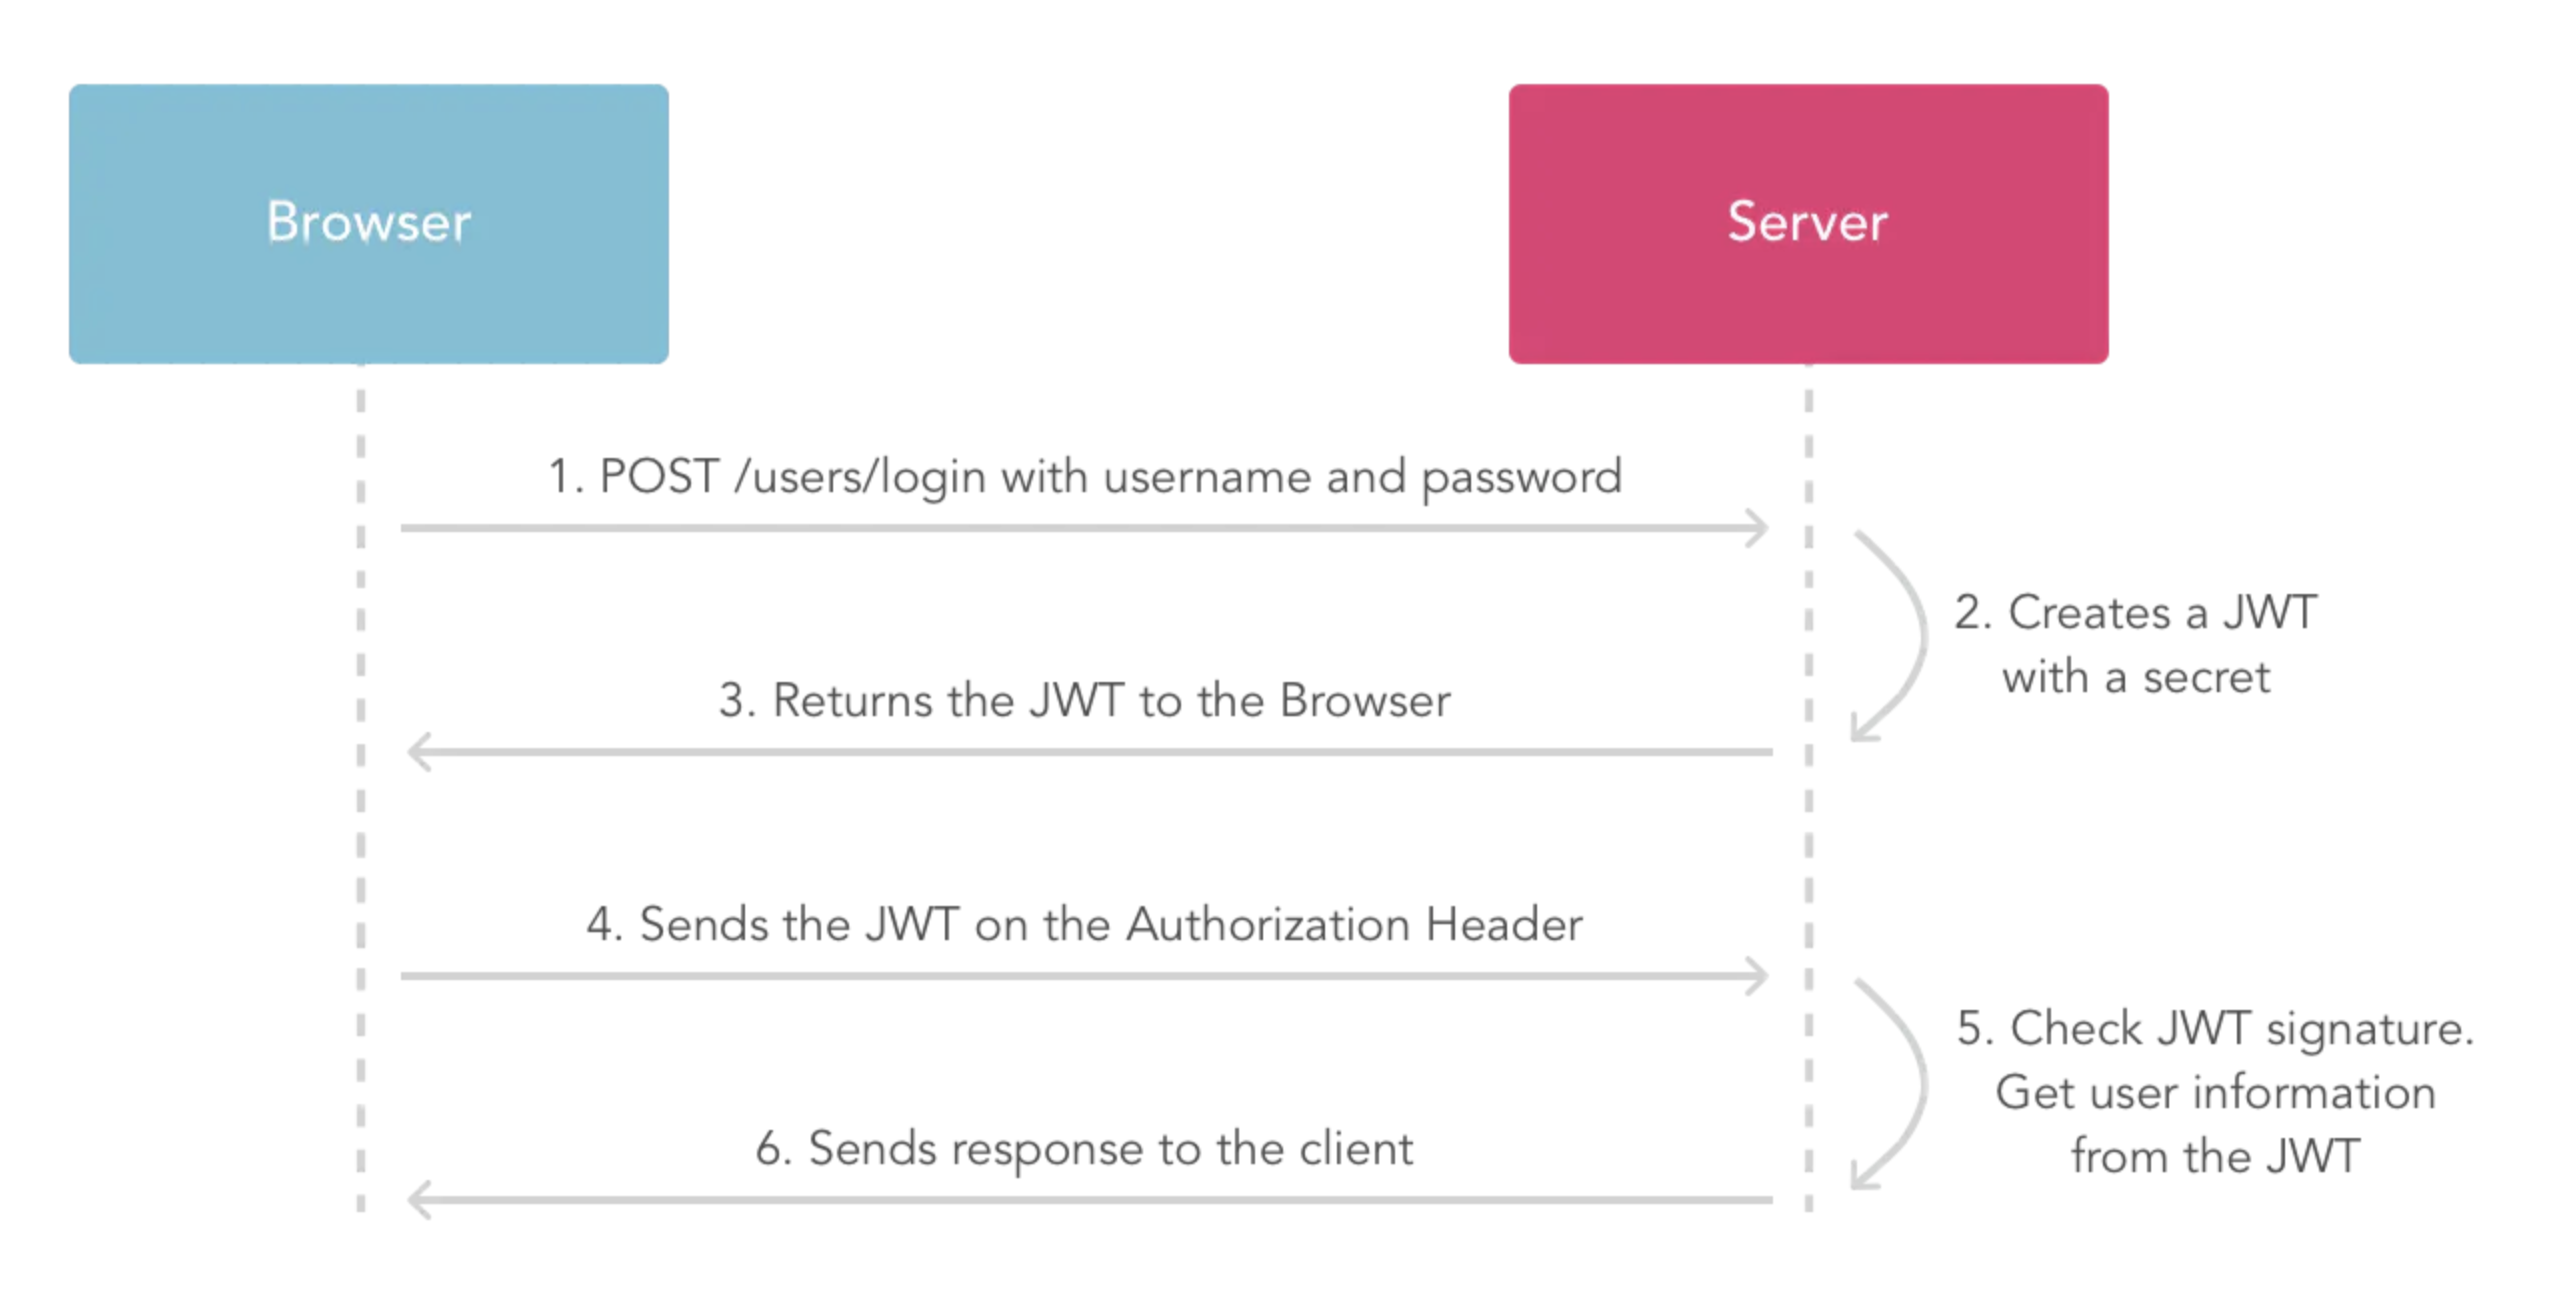 Browser
Server
1. POST /users/login with username and password
2. Creates a JWT
with a secret
3. Returns the JWT to the Browser
4. Sends the JWT on the Authorization Header
5. Check JWT signature.
Get user information
from the JWT
6. Sends response to the client